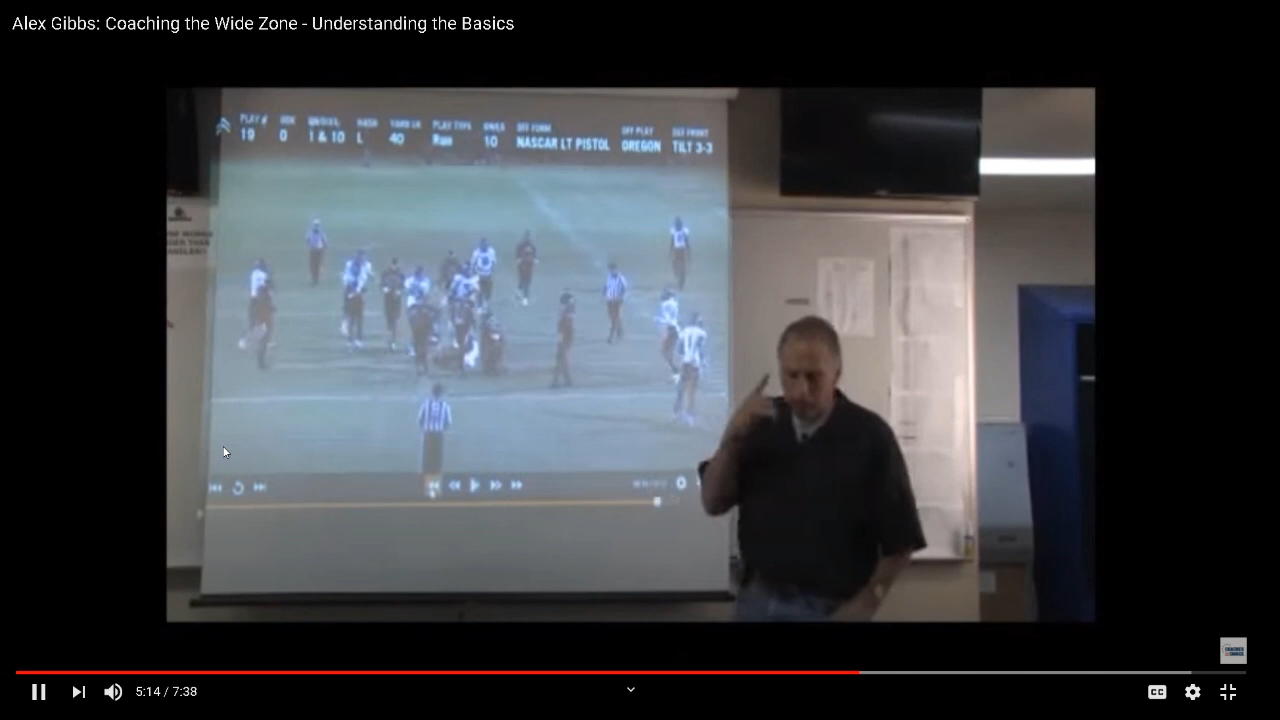 Alex Gibbs: Coaching the Wide Zone - Understanding the Basics
PLAY # ODK DN/DIST. HASH YARD LN PLAY TYPE GN/LS OFF FORM OFF PLAY DEF FRONT
19 0 1 & 10 L 40 Run 10 NASCAR LT PISTOL OREGON TILT 3-3
5:14 / 7:38
CC